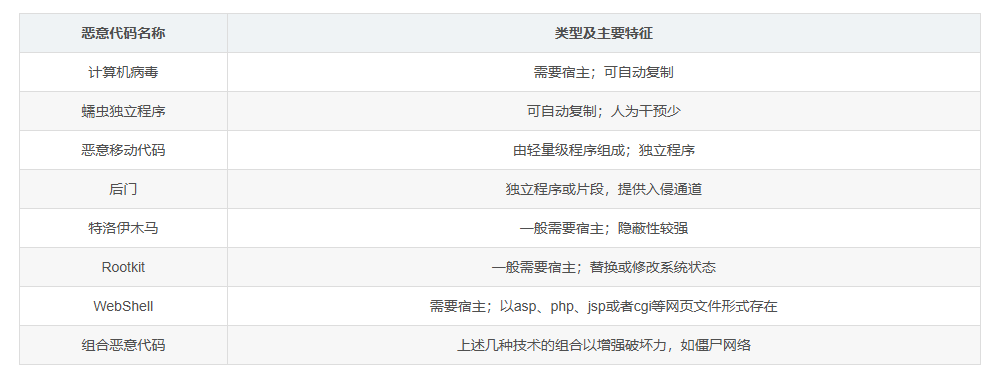 恶意代码名称 类型及主要特征
计算机病毒 需要宿主；可自动复制
蠕虫独立程序 可自动复制；人为干预少
恶意移动代码 由轻量级程序组成；独立程序
后门 独立程序或片段，提供入侵通道
特洛伊木马 一般需要宿主；隐蔽性较强
Rootkit 一般需要宿主；替换或修改系统状态
WebShell 需要宿主；以asp、php、jsp或者cgi等网页文件形式存在
组合恶意代码 上述几种技术的组合以增强破坏力，如僵尸网络